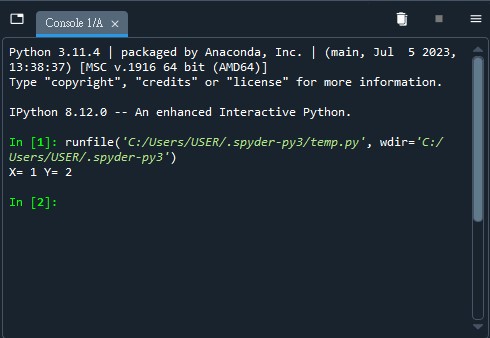 Console 1/A
Python 3.11.4 | packaged by Anaconda, Inc. | (main, Jul  5 2023,
13:38:37) [MSC v.1916 64 bit (AMD64)]
Type "copyright", "credits" or "license" for more information.
IPython 8.12.0 -- An enhanced Interactive Python.
In [1]: runfile('C:/Users/USER/.spyder-py3/temp.py', wdir='C:/
Users/USER/.spyder-py3')
X= 1 Y= 2
In [2]: